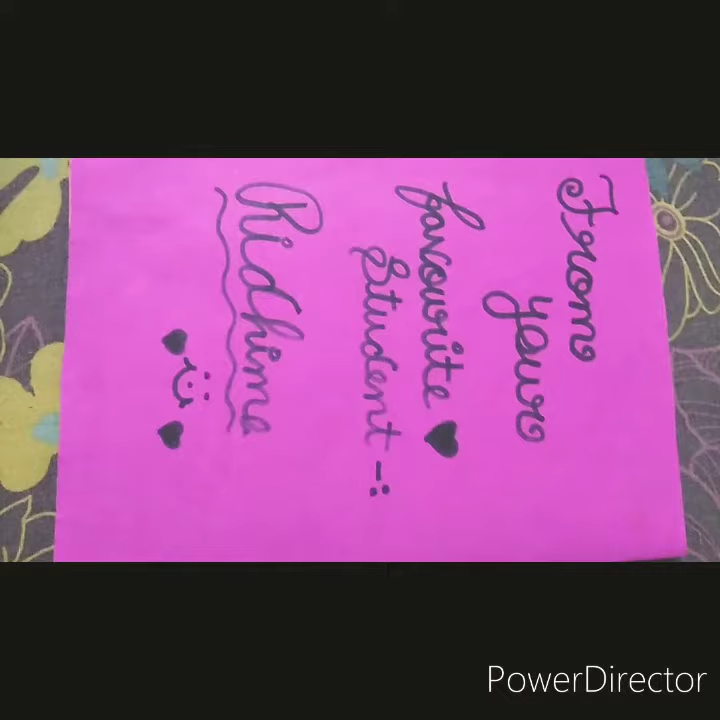 From
your
favourite ♥
Student -:
Ridhima
PowerDirector